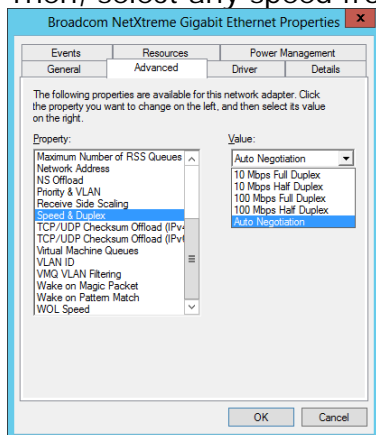 Then, select any speed fre
Broadcom NetXtreme Gigabit Ethernet Properties x
Events Resources Power Management
General Advanced Driver Details
The following properties are available for this network adapter. Click
the property you want to change on the left, and then select its value
on the right.
Property: Value:
Maximum Number of RSS Queues Auto Negotiation
Network Address 10 Mbps Full Duplex
NS Offload 10 Mbps Half Duplex
Priority & VLAN 100 Mbps Full Duplex
Receive Side Scaling 100 Mbps Half Duplex
Speed & Duplex Auto Negotiation
TCP/UDP Checksum Offload (IPv4
TCP/UDP Checksum Offload (IPv6
Virtual Machine Queues
VLAN ID
VMQ VLAN Filtering
Wake on Magic Packet
Wake on Pattern Match
WOL Speed
OK Cancel